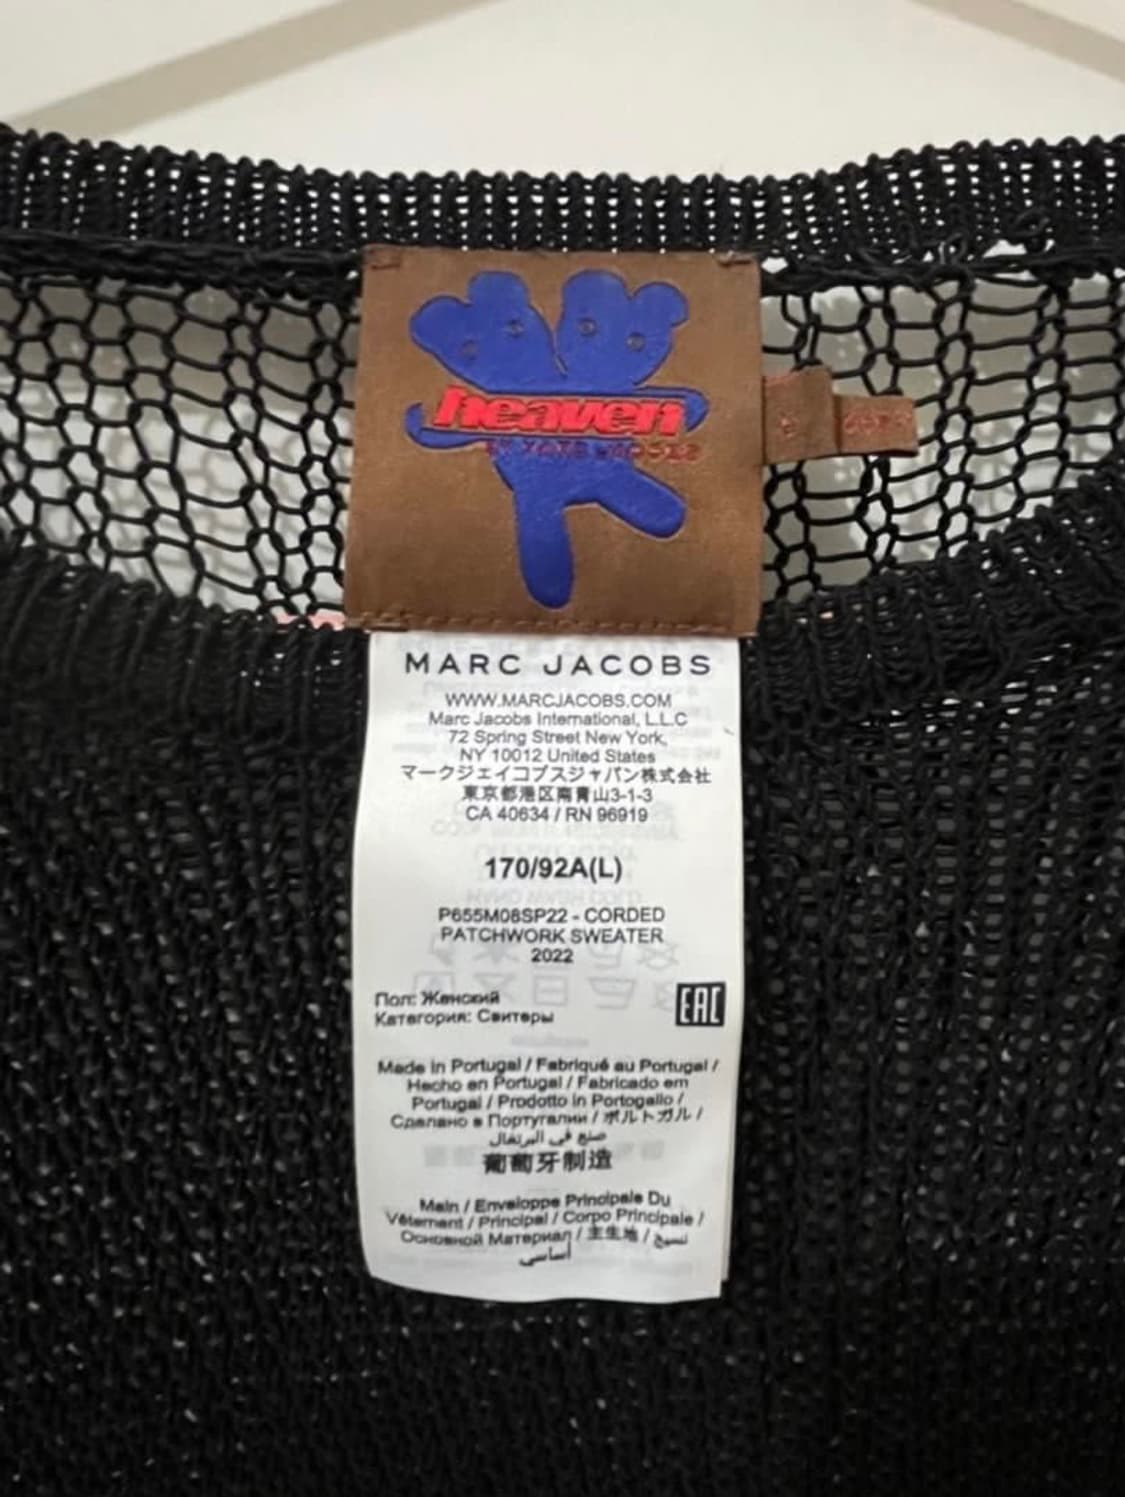 heaven
BY MARC JACOBS
MARC JACOBS
WWW.MARCJACOBS.COM
Marc Jacobs International, L.L.C
72 Spring Street New York,
NY 10012 United States
マークジェイコブスジャパン株式会社
東京都港区南青山3-1-3
CA 40634 / RN 96919
170/92A(L)
P655M08SP22 - CORDED
PATCHWORK SWEATER
2022
Пол: Женский
Категория: Свитеры
EAC
Made in Portugal / Fabriqué au Portugal /
Hecho en Portugal / Fabricado em
Portugal / Prodotto in Portogallo /
Сделано в Португалии / ポルトガル /
صنع في البرتغال
葡萄牙制造
Main / Enveloppe Principale Du
Vêtement / Principal / Corpo Principale /
Основной Материал / 主生地 / نسيج
أساسي